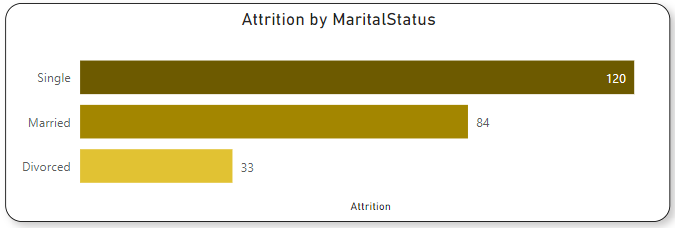 Attrition by MaritalStatus
Single 120
Married 84
Divorced 33
Attrition